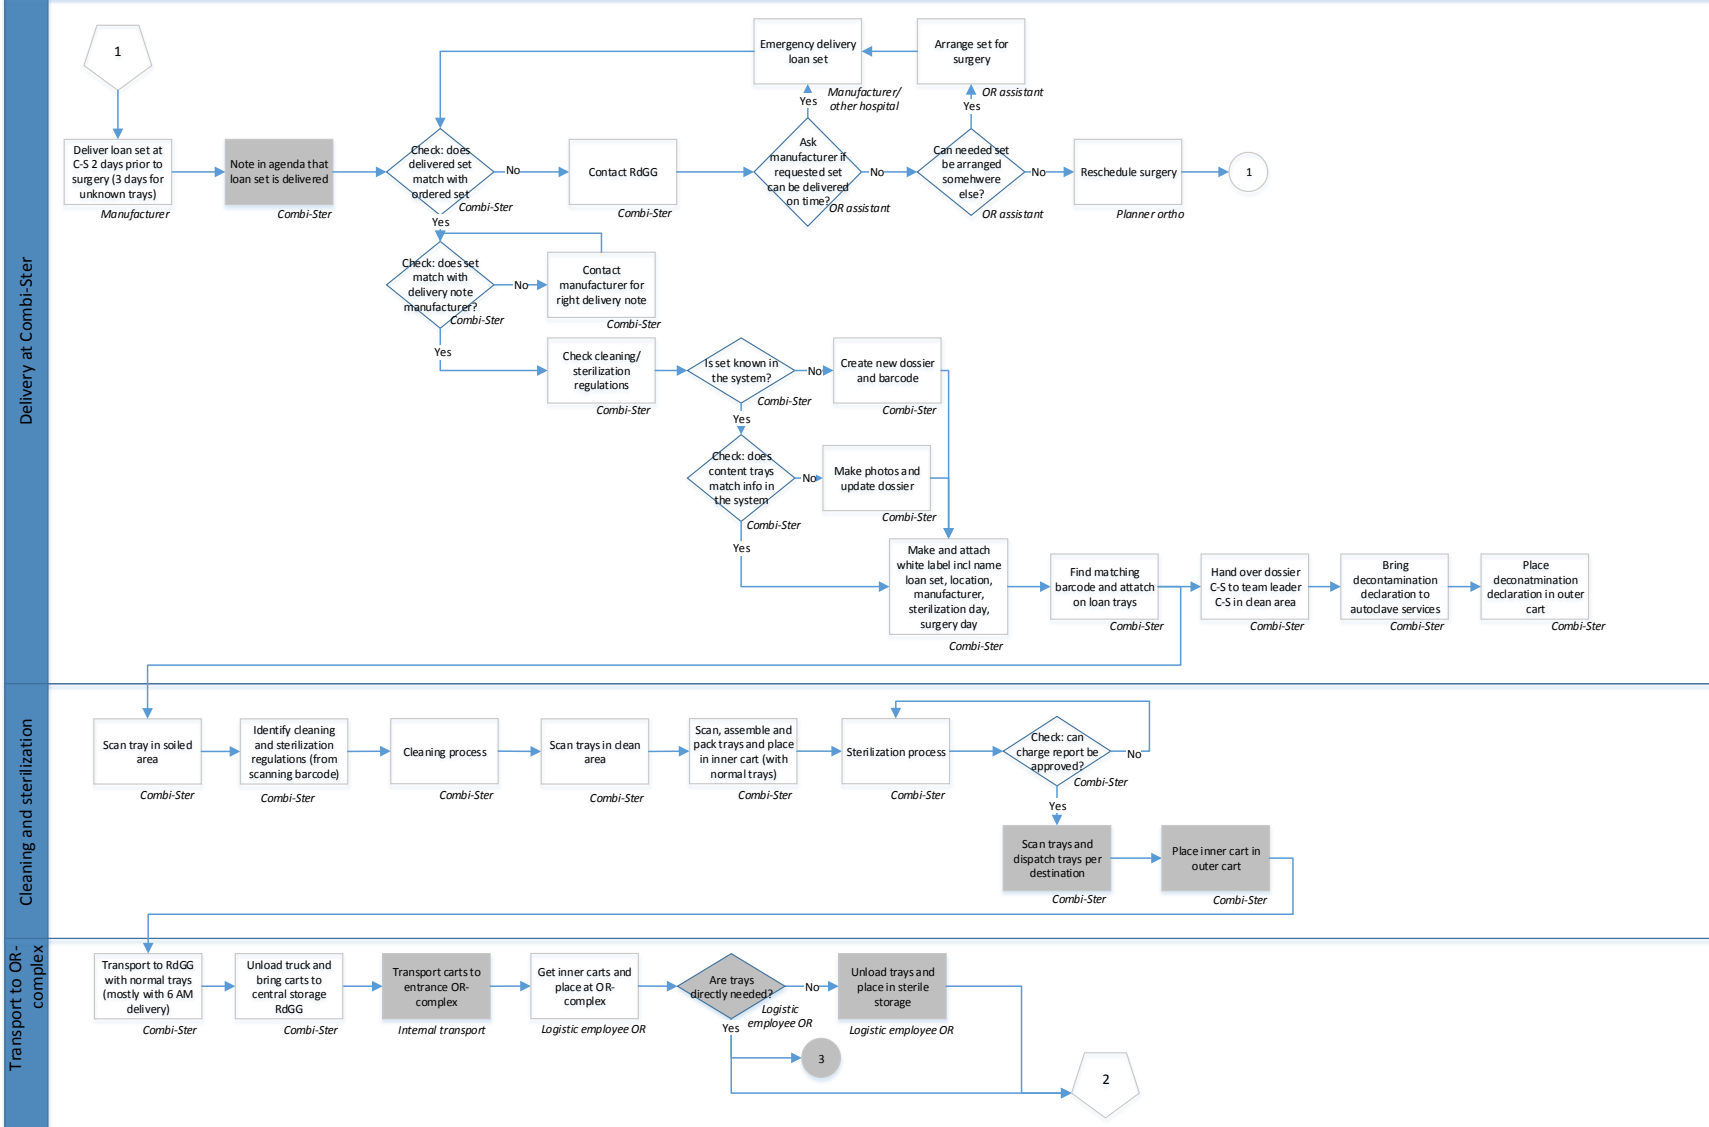 Delivery at Combi-Ster
1
Emergency delivery
loan set
Manufacturer/
other hospital
Arrange set for
surgery
OR assistant
Yes
Yes
Deliver loan set at
C-S 2 days prior to
surgery (3 days for
unknown trays)
Manufacturer
Note in agenda that
loan set is delivered
Combi-Ster
Check: does
delivered set
match with
ordered set
Combi-Ster
No
Contact RdGG
Combi-Ster
Ask
manufacturer if
requested set
can be delivered
on time?
OR assistant
No
Can needed set
be arranged
somehwere
else?
OR assistant
No
Reschedule surgery
Planner ortho
1
Yes
Check: does set
match with
delivery note
manufacturer?
Combi-Ster
No
Contact
manufacturer for
right delivery note
Combi-Ster
Yes
Check cleaning/
sterilization
regulations
Combi-Ster
Is set known in
the system?
Combi-Ster
No
Create new dossier
and barcode
Combi-Ster
Yes
Check: does
content trays
match info in
the system
Combi-Ster
No
Make photos and
update dossier
Combi-Ster
Yes
Make and attach
white label incl name
loan set, location,
manufacturer,
sterilization day,
surgery day
Combi-Ster
Find matching
barcode and attatch
on loan trays
Combi-Ster
Hand over dossier
C-S to team leader
C-S in clean area
Combi-Ster
Bring
decontamination
declaration to
autoclave services
Combi-Ster
Place
deconatmination
declaration in outer
cart
Combi-Ster
Cleaning and sterilization
Scan tray in soiled
area
Combi-Ster
Identify cleaning
and sterilization
regulations (from
scanning barcode)
Combi-Ster
Cleaning process
Combi-Ster
Scan trays in clean
area
Combi-Ster
Scan, assemble and
pack trays and place
in inner cart (with
normal trays)
Combi-Ster
Sterilization process
Combi-Ster
Check: can
charge report be
approved?
Combi-Ster
No
Yes
Scan trays and
dispatch trays per
destination
Combi-Ster
Place inner cart in
outer cart
Combi-Ster
Transport to OR-
complex
Transport to RdGG
with normal trays
(mostly with 6 AM
delivery)
Combi-Ster
Unload truck and
bring carts to
central storage
RdGG
Combi-Ster
Transport carts to
entrance OR-
complex
Internal transport
Get inner carts and
place at OR-
complex
Logistic employee OR
Are trays
directly needed?
Logistic
employee OR
No
Unload trays and
place in sterile
storage
Logistic employee OR
Yes
3
2